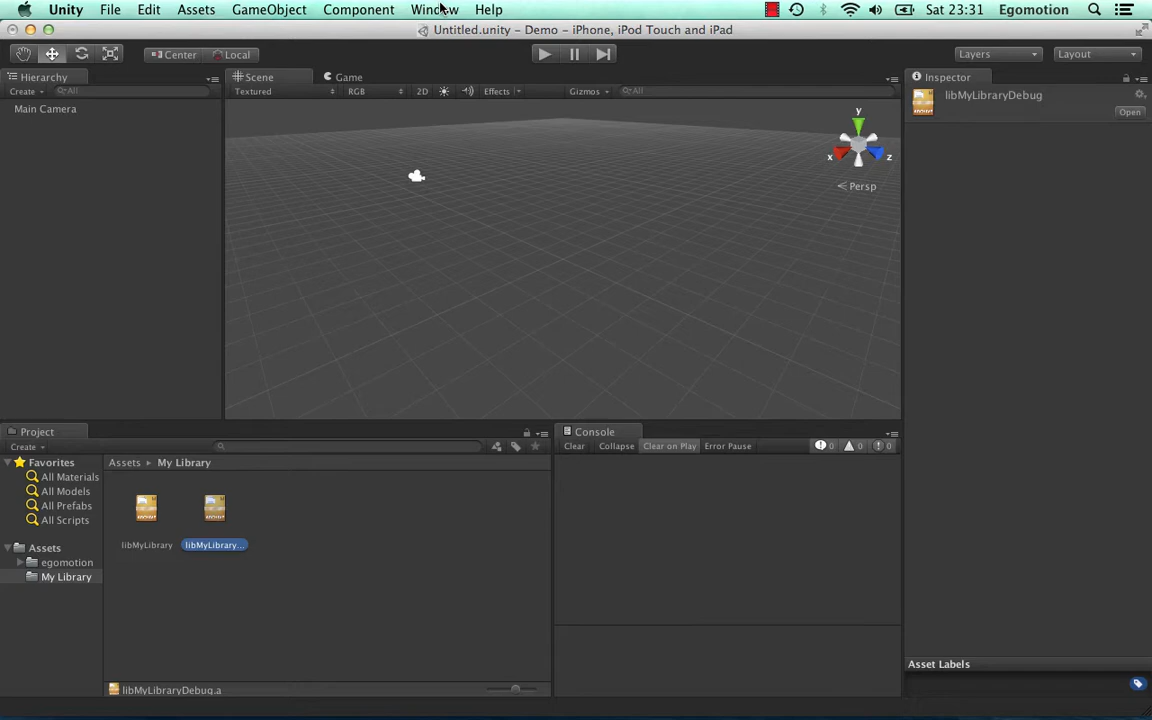 Unity File Edit Assets GameObject Component Window Help Sat 23:31 Egomotion
Untitled.unity - Demo - iPhone, iPod Touch and iPad
Center Local Layers Layout
Hierarchy
Create All
Main Camera
Scene Game
Textured RGB 2D Effects Gizmos All
y
x z
Persp
Inspector
libMyLibraryDebug
Open
Project
Create
Favorites
All Materials
All Models
All Prefabs
All Scripts
Assets
egomotion
My Library
Assets My Library
libMyLibrary libMyLibrary...
libMyLibraryDebug.a
Console
Clear Collapse Clear on Play Error Pause 0 0 0
Asset Labels